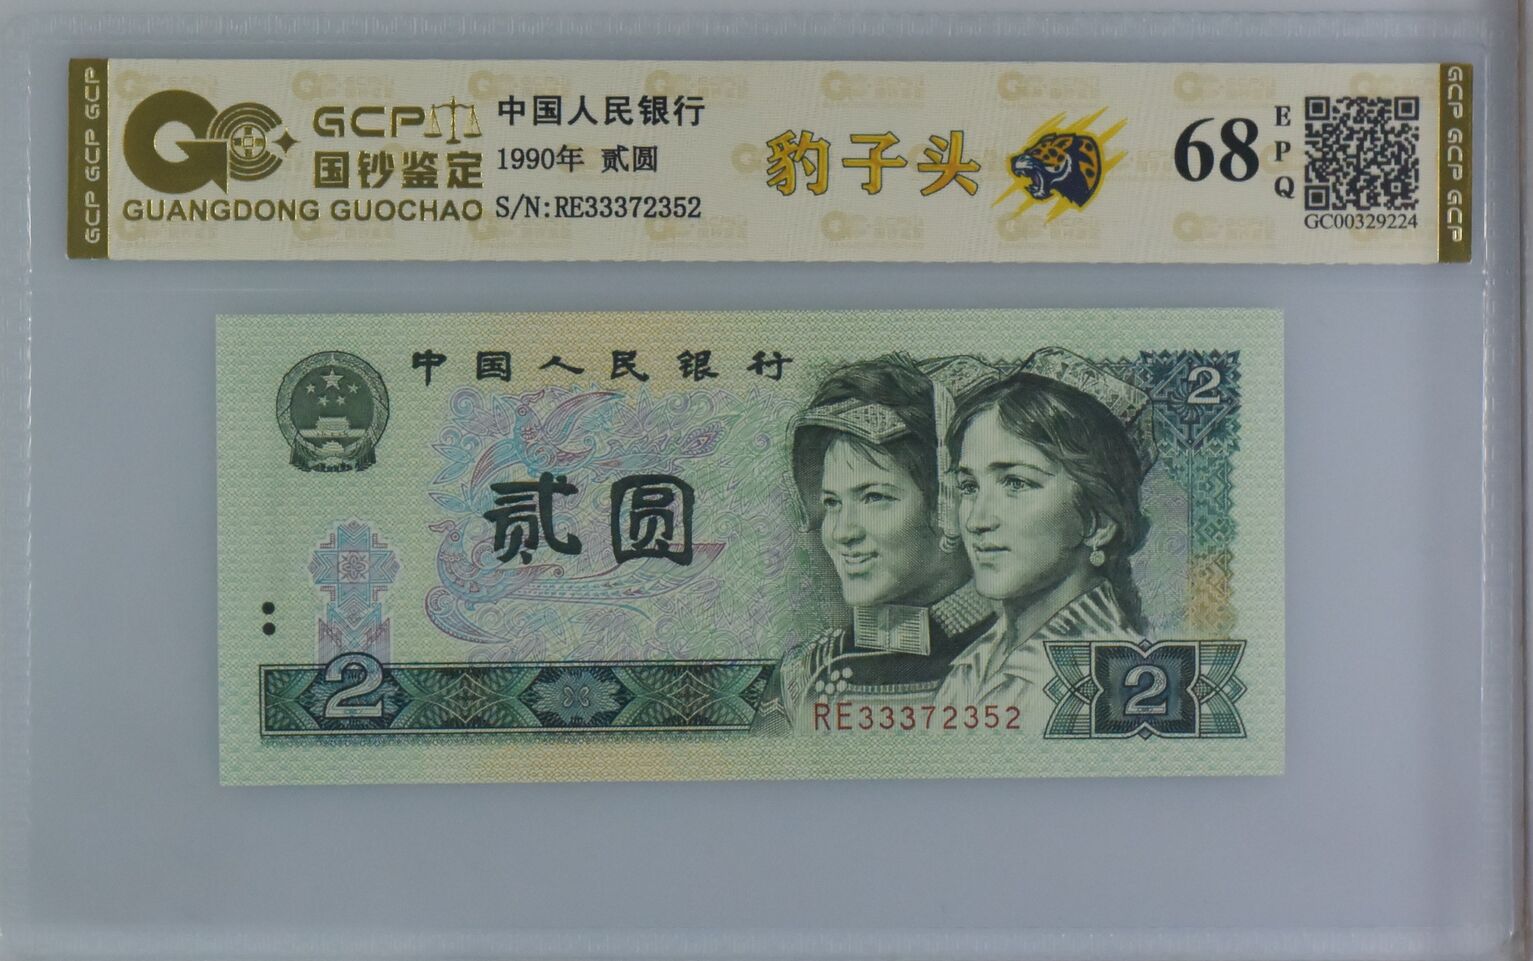 GCP GCP GCP
GCP
国钞鉴定
GUANGDONG GUOCHAO
中国人民银行
1990年 贰圆
S/N:RE33372352
豹子头
68
EPQ
GC00329224
GCP GCP GCP
中国人民银行
2
贰圆
2
RE33372352
2